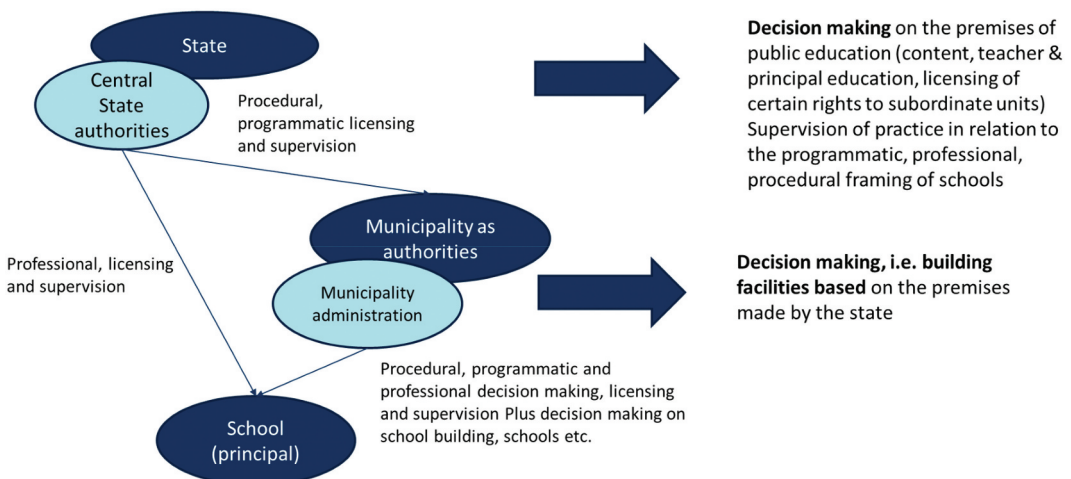 State
Central
State
authorities
Procedural,
programmatic licensing
and supervision
Decision making on the premises of
public education (content, teacher &
principal education, licensing of
certain rights to subordinate units)
Supervision of practice in relation to
the programmatic, professional,
procedural framing of schools
Municipality as
authorities
Professional, licensing
and supervision
Municipality
administration
Decision making, i.e. building
facilities based on the premises
made by the state
Procedural, programmatic and
professional decision making, licensing
and supervision Plus decision making on
school building, schools etc.
School
(principal)